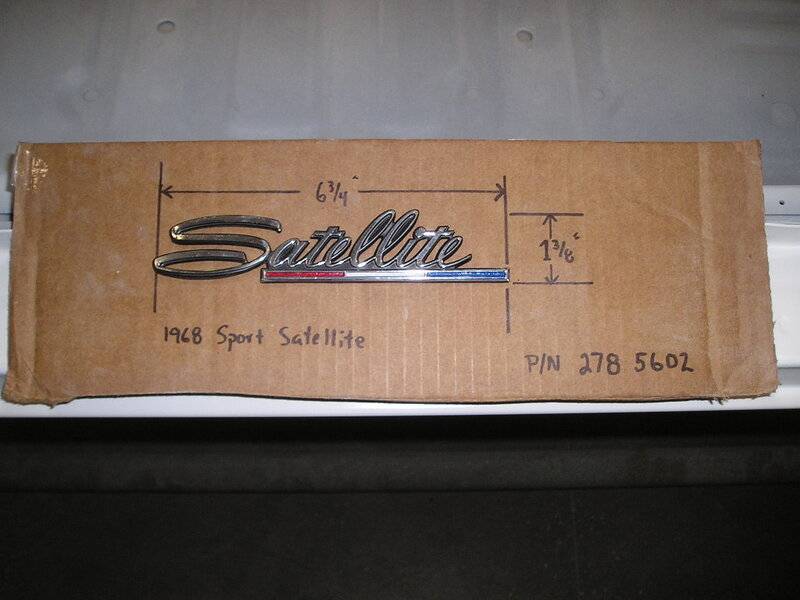 6 3/4"
Satellite
1 3/8"
1968 Sport Satellite
P/N 278 5602